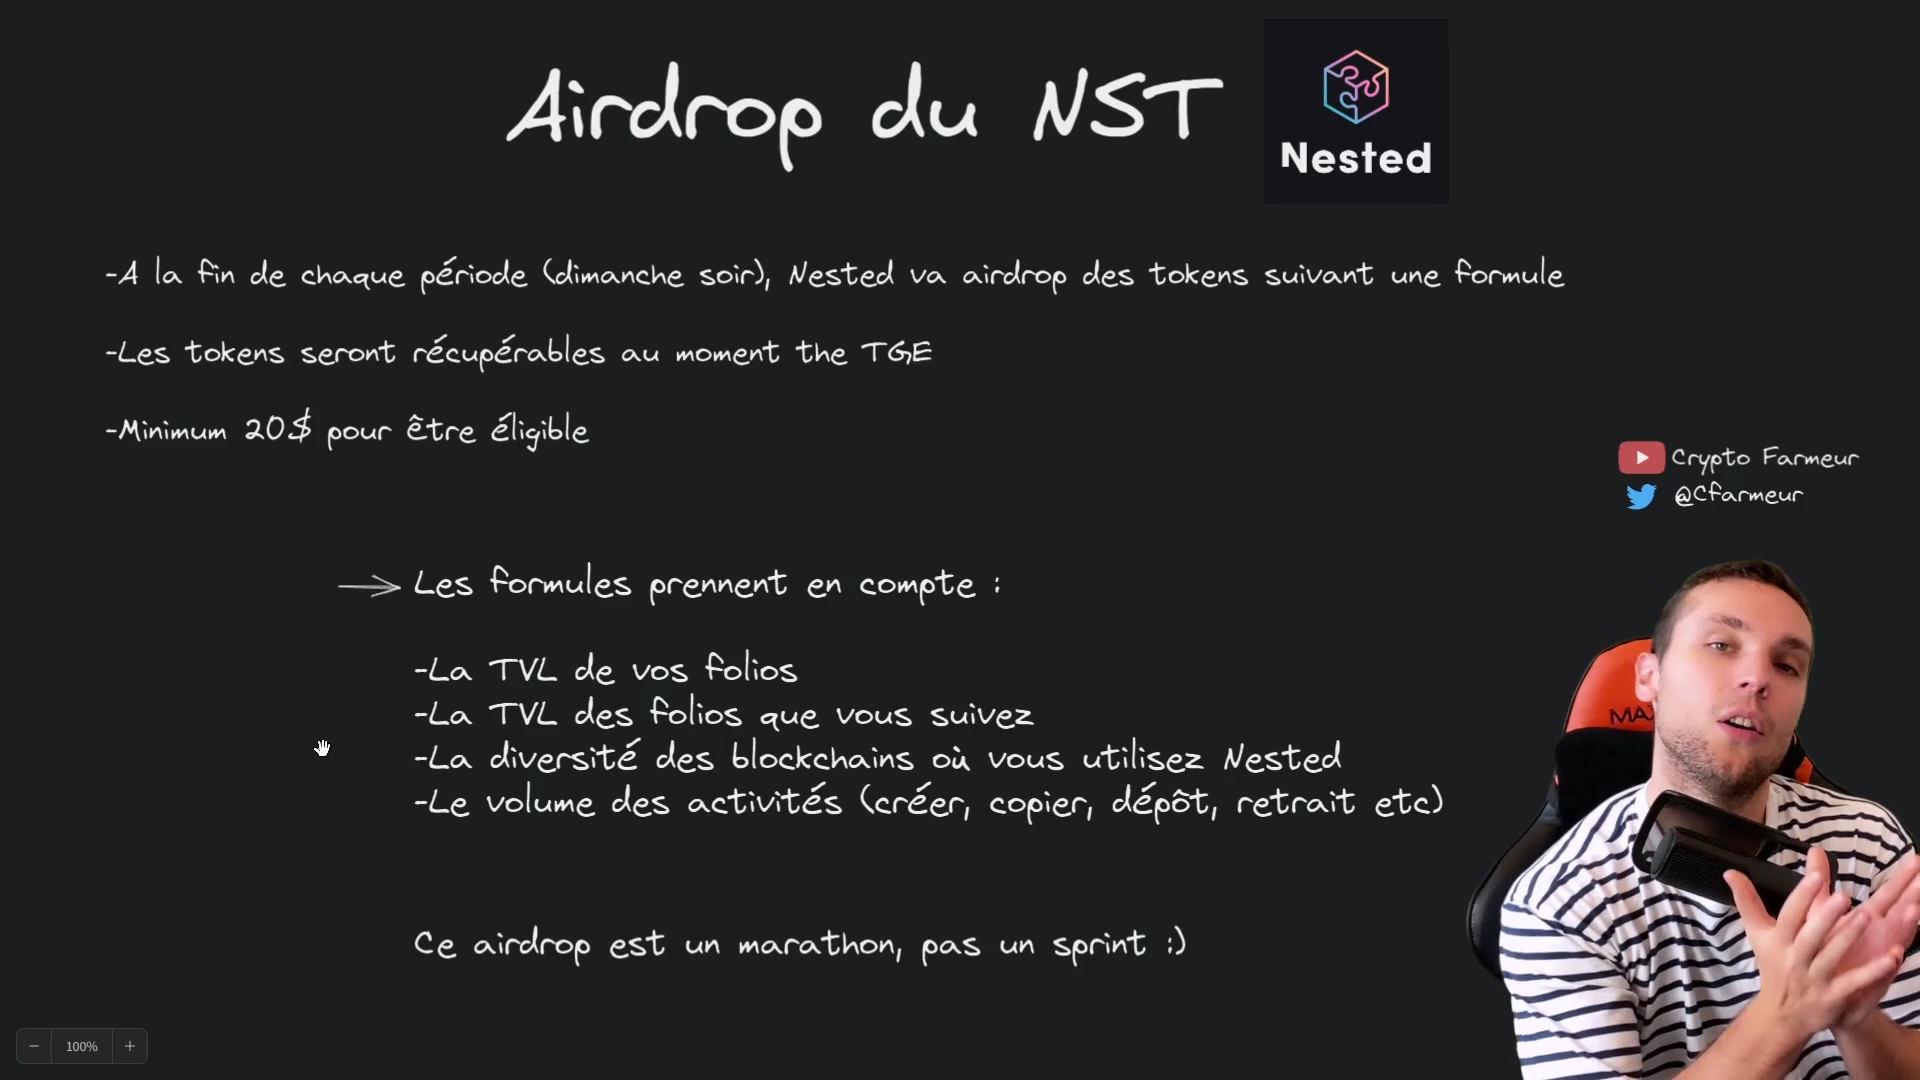 Airdrop du NST
Nested
-A la fin de chaque période (dimanche soir), Nested va airdrop des tokens suivant une formule
-Les tokens seront récupérables au moment the TGE
-Minimum 20$ pour être éligible
Crypto Farmeur
@Cfarmeur
Les formules prennent en compte :
-La TVL de vos folios
-La TVL des folios que vous suivez
-La diversité des blockchains où vous utilisez Nested
-Le volume des activités (créer, copier, dépôt, retrait etc)
MAX
Ce airdrop est un marathon, pas un sprint :)
− 100% +